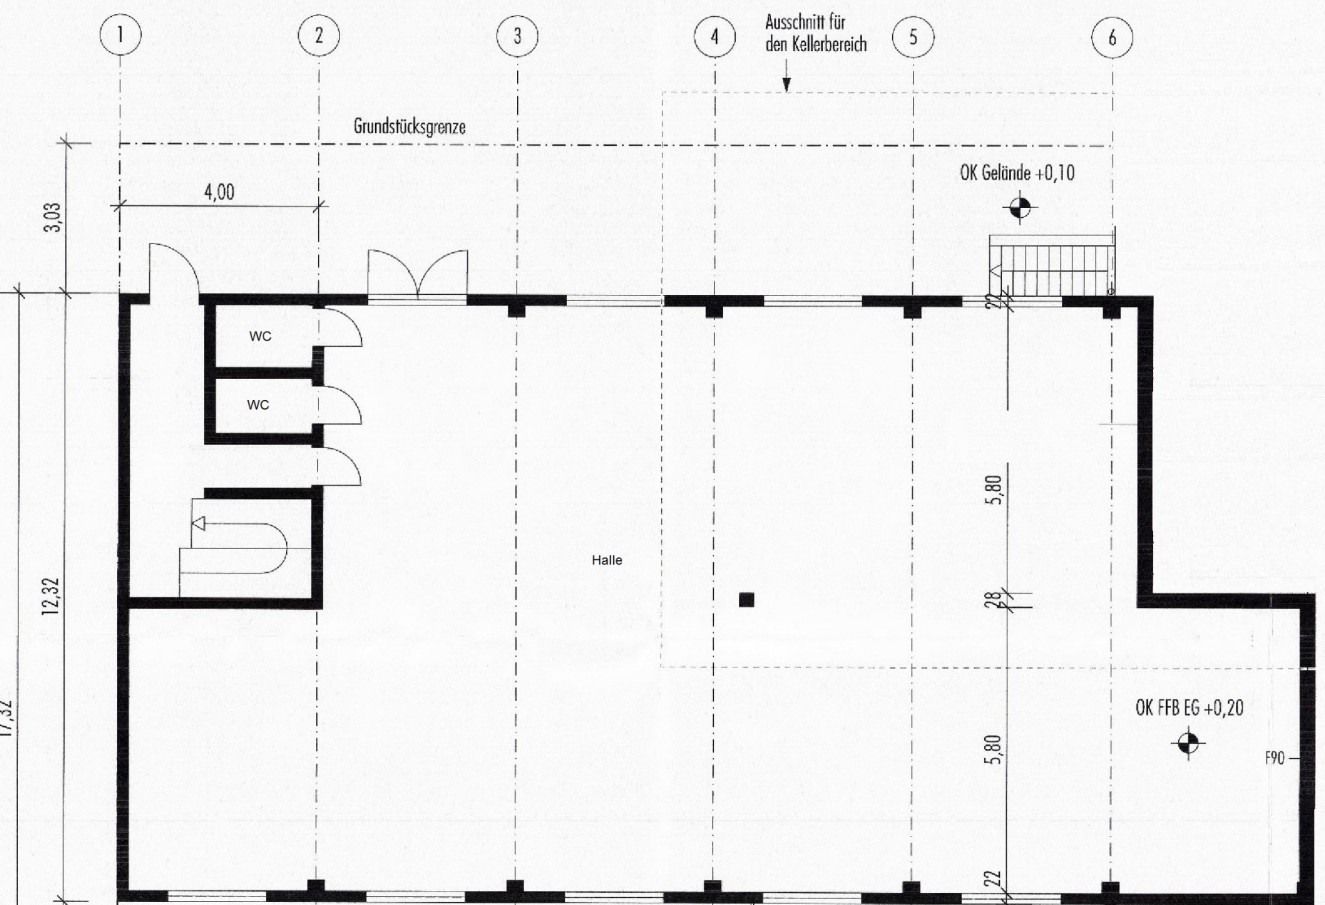 1
2
3
4
5
6
Ausschnitt für
den Kellerbereich
Grundstücksgrenze
OK Gelände +0,10
4,00
3,03
22
WC
WC
5,80
Halle
12,32
28
17,32
OK FFB EG +0,20
5,80
F90
22